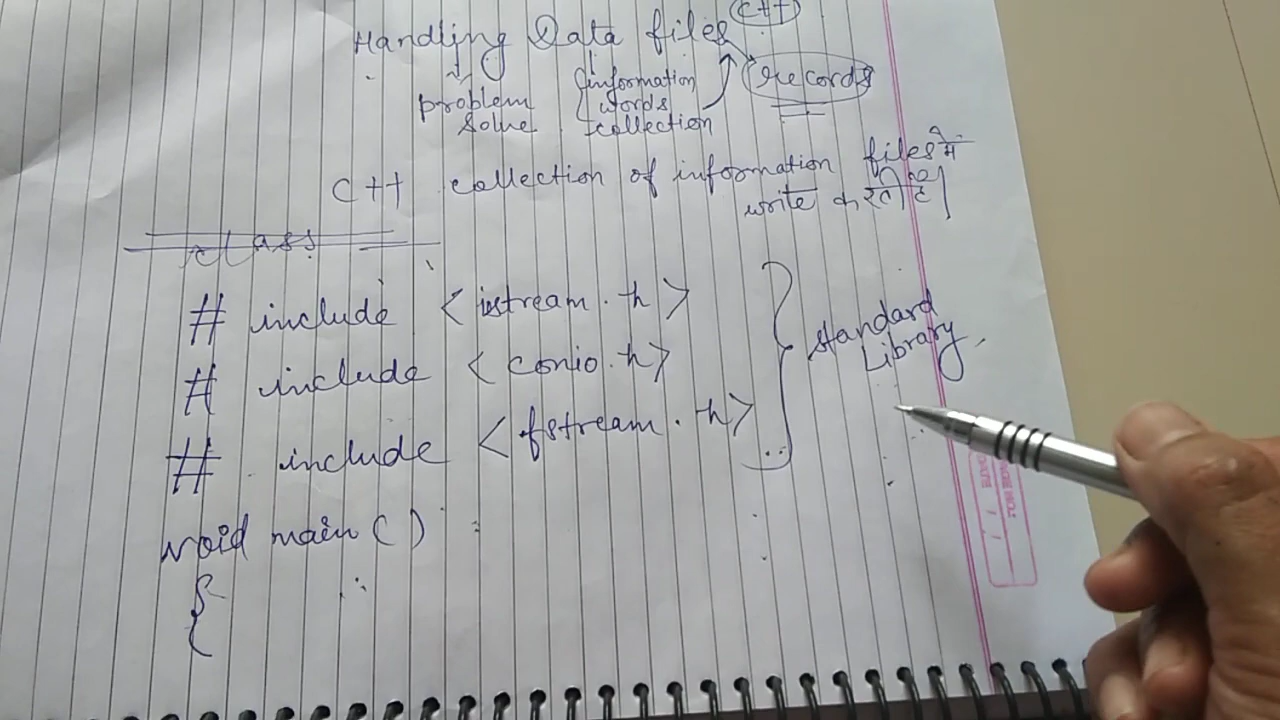 Handling Data files C++
problem solve
information words collection
records
C++ collection of information files में
write करता है।
class
# include < iostream.h >
# include < conio.h >
# include < fstream.h >
Standard Library
void main ( )
{